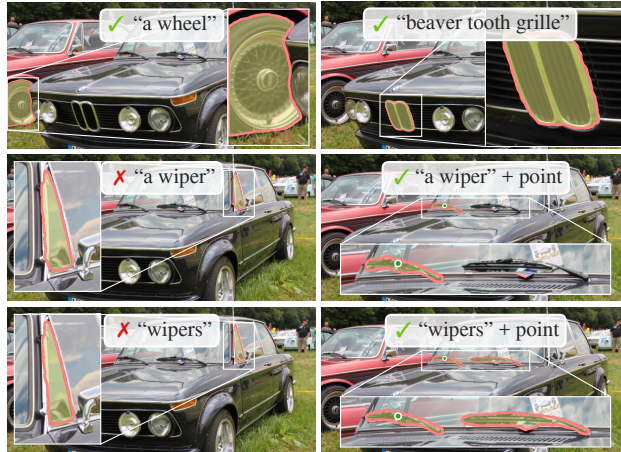 ✓ “a wheel”
✓ “beaver tooth grille”
✗ “a wiper”
✓ “a wiper” + point
✗ “wipers”
✓ “wipers” + point